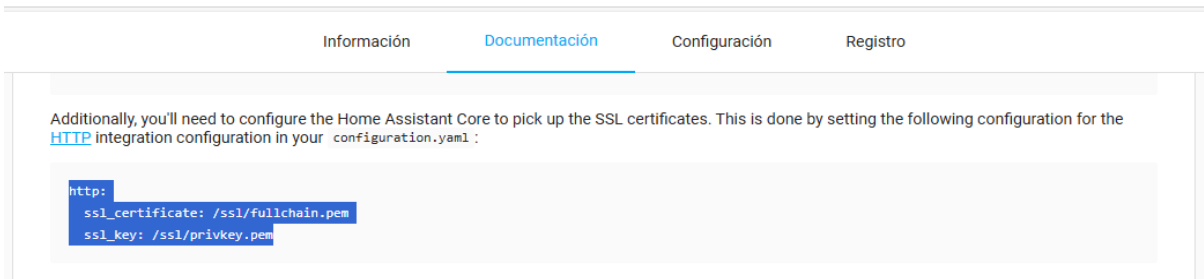 Información Documentación Configuración Registro
Additionally, you'll need to configure the Home Assistant Core to pick up the SSL certificates. This is done by setting the following configuration for the
HTTP integration configuration in your configuration.yaml :
http:
  ssl_certificate: /ssl/fullchain.pem
  ssl_key: /ssl/privkey.pem